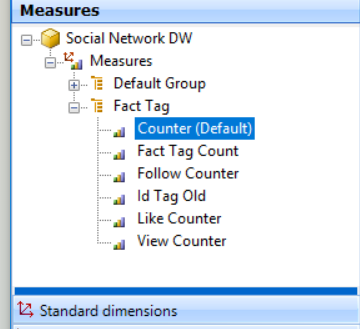 Measures
Social Network DW
Measures
Default Group
Fact Tag
Counter (Default)
Fact Tag Count
Follow Counter
Id Tag Old
Like Counter
View Counter
Standard dimensions